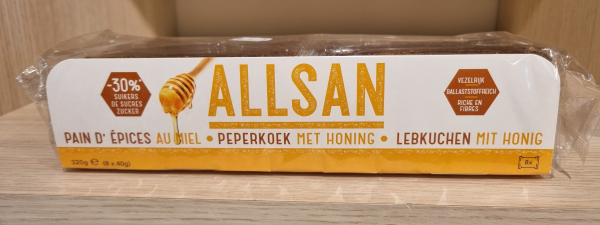 -30%*
SUIKERS
DE SUCRES
ZUCKER
ALLSAN
VEZELRIJK
BALLASTSTOFFREICH
RICHE EN
FIBRES
PAIN D' ÉPICES AU MIEL • PEPERKOEK MET HONING • LEBKUCHEN MIT HONIG
320g ℮ (8 x 40g)
8x